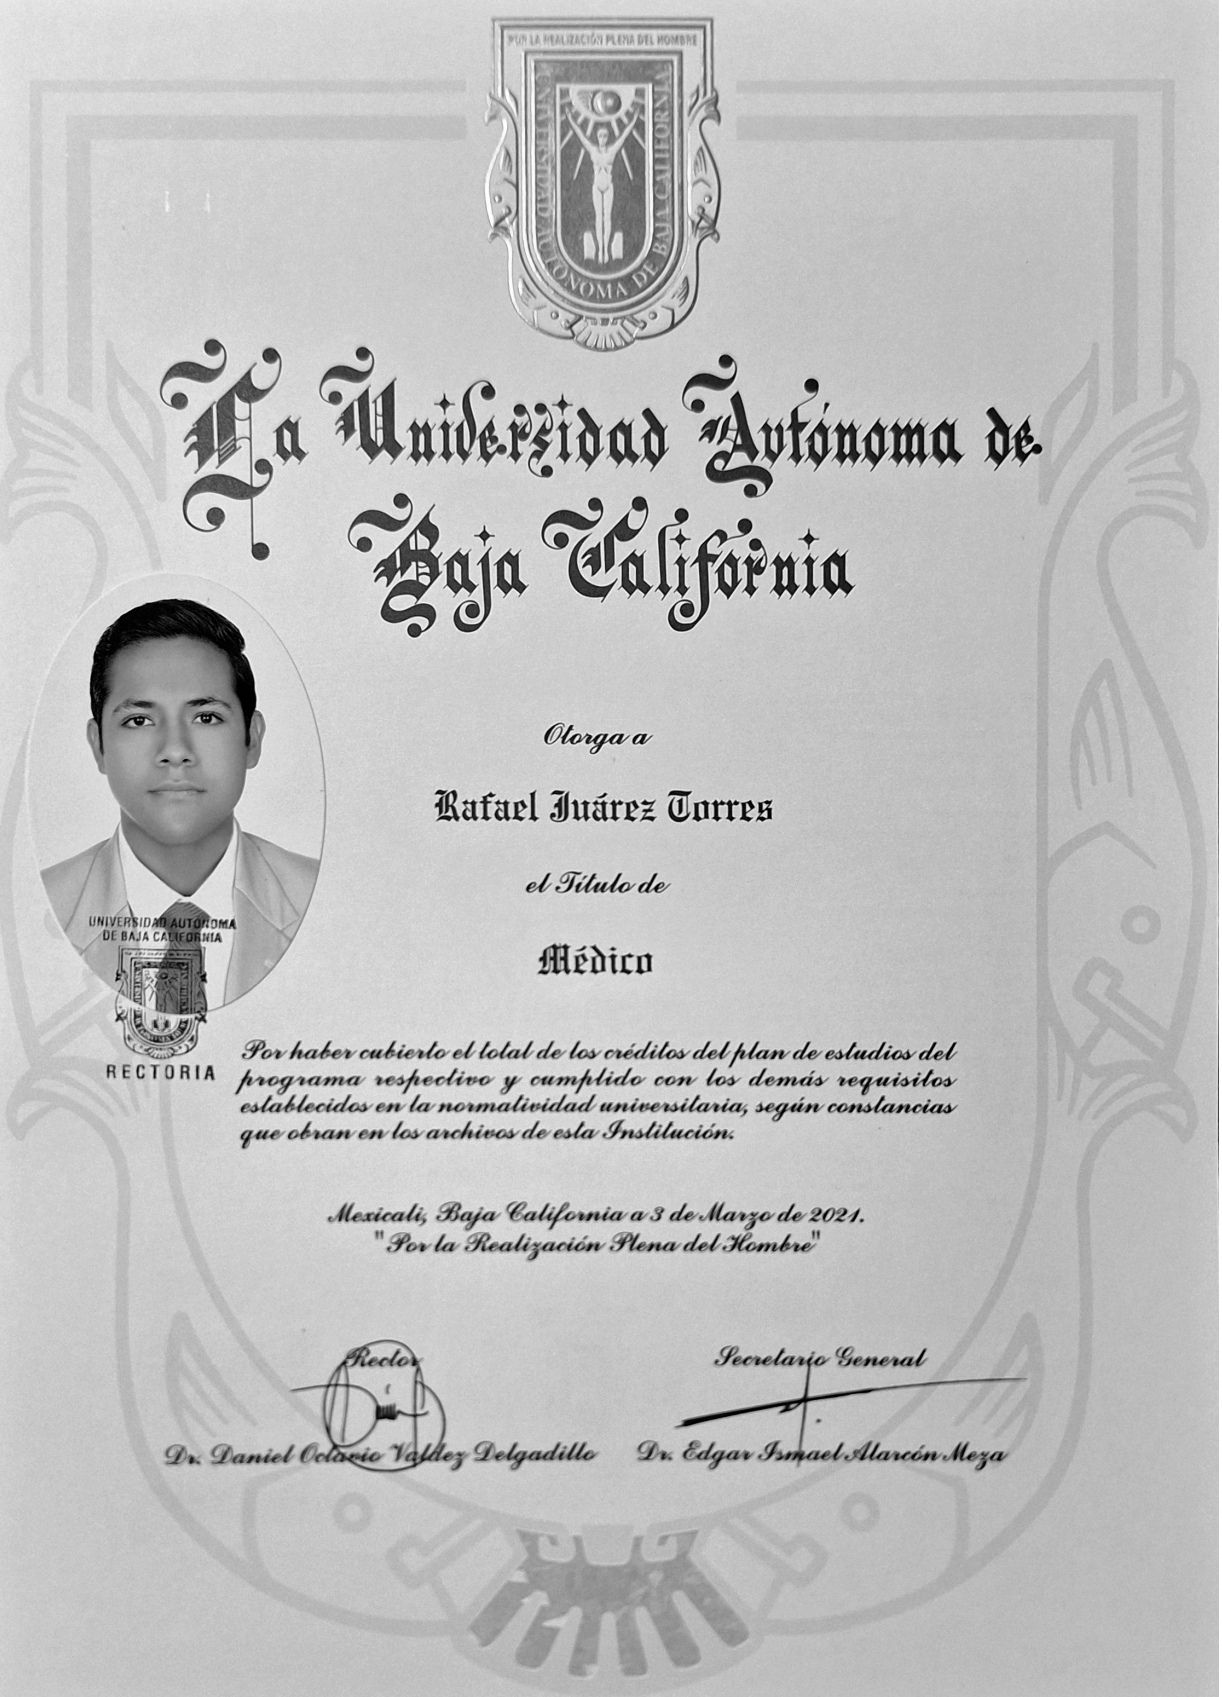 POR LA REALIZACIÓN PLENA DEL HOMBRE
UNIVERSIDAD AUTÓNOMA DE BAJA CALIFORNIA
La Universidad Autónoma de
Baja California
Otorga a
Rafael Juárez Torres
el Título de
Médico
UNIVERSIDAD AUTÓNOMA
DE BAJA CALIFORNIA
RECTORIA
Por haber cubierto el total de los créditos del plan de estudios del
programa respectivo y cumplido con los demás requisitos
establecidos en la normatividad universitaria, según constancias
que obran en los archivos de esta Institución.
Mexicali, Baja California a 3 de Marzo de 2021.
"Por la Realización Plena del Hombre"
Rector
Secretario General
Dr. Daniel Octavio Valdez Delgadillo
Dr. Edgar Ismael Alarcón Meza